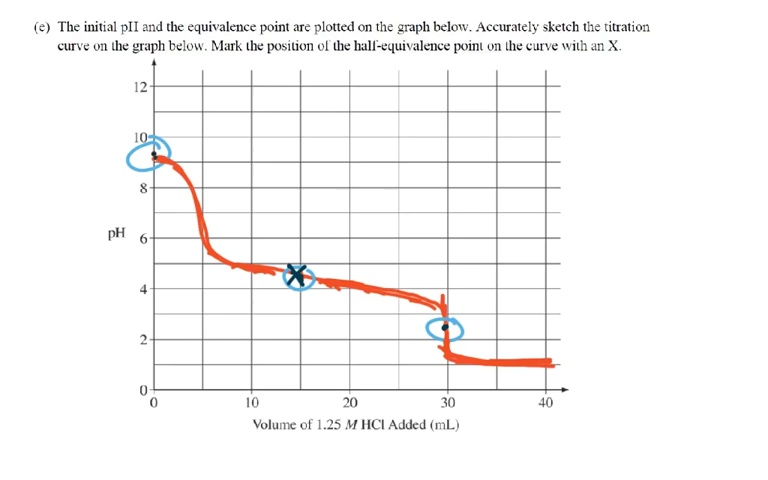 (e) The initial pH and the equivalence point are plotted on the graph below. Accurately sketch the titration
curve on the graph below. Mark the position of the half-equivalence point on the curve with an X.
12
10
8
pH 6
4
2
0
0 10 20 30 40
Volume of 1.25 M HCl Added (mL)